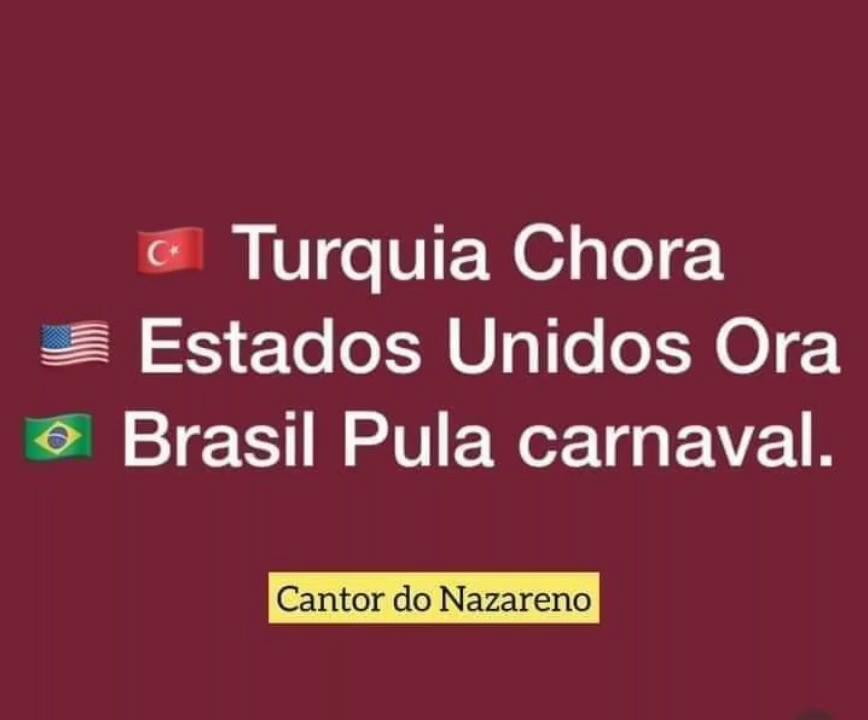 🇹🇷 Turquia Chora
🇺🇸 Estados Unidos Ora
🇧🇷 Brasil Pula carnaval.
Cantor do Nazareno